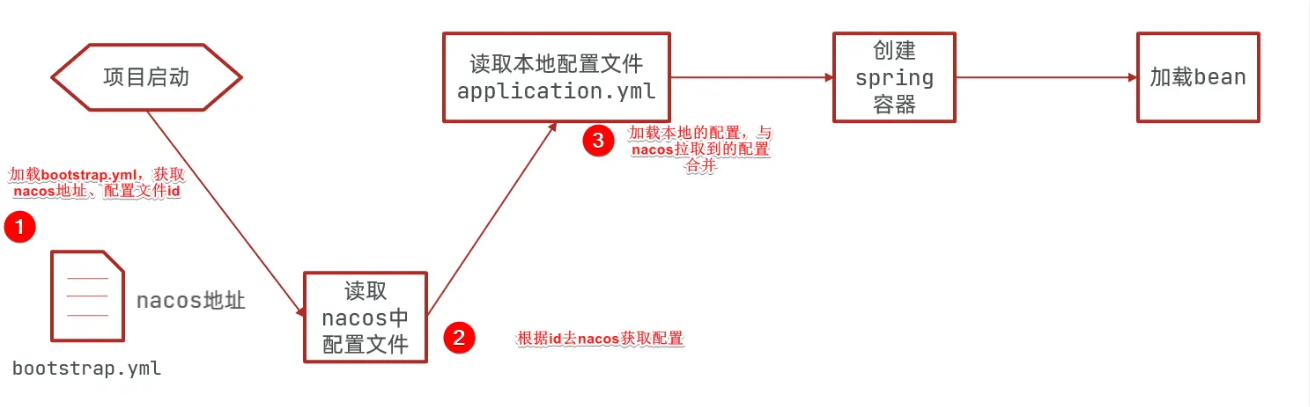 项目启动
读取本地配置文件
application.yml
创建
spring
容器
加载bean
加载本地的配置，与
nacos拉取到的配置
合并
3
加载bootstrap.yml，获取
nacos地址、配置文件id
1
nacos地址
bootstrap.yml
读取
nacos中
配置文件
2
根据id去nacos获取配置